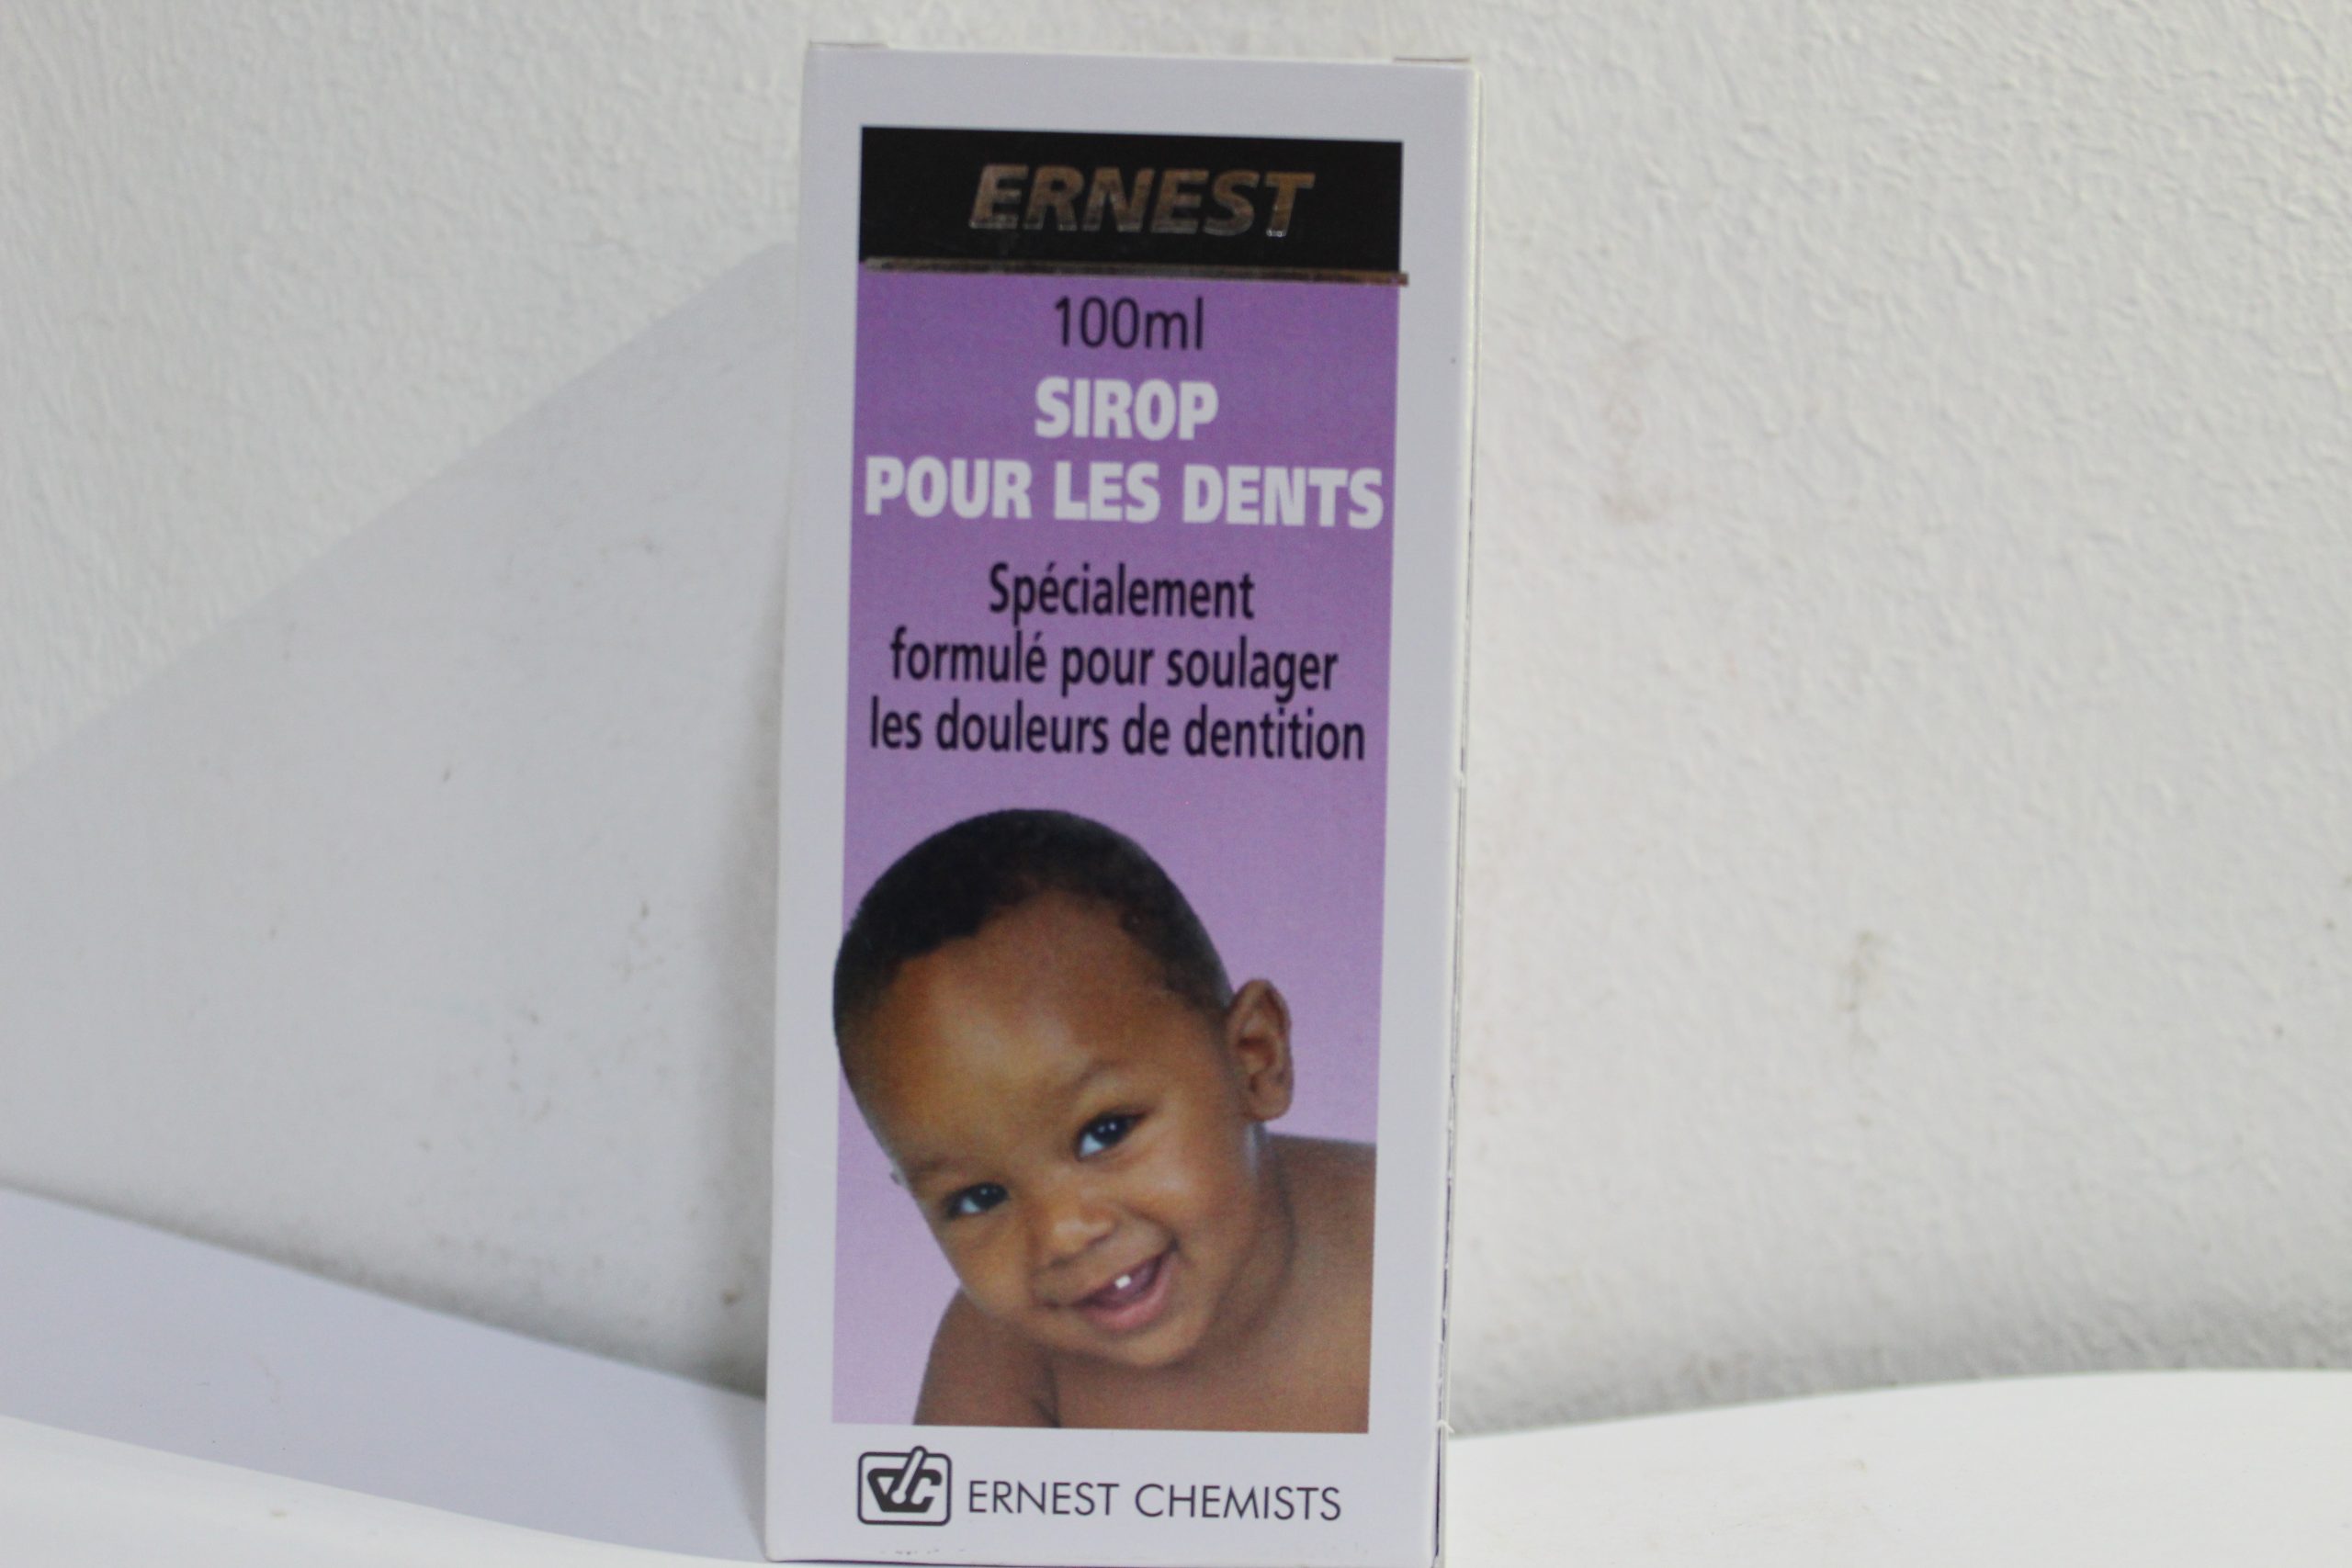 ERNEST
100ml
SIROP
POUR LES DENTS
Spécialement
formulé pour soulager
les douleurs de dentition
ERNEST CHEMISTS